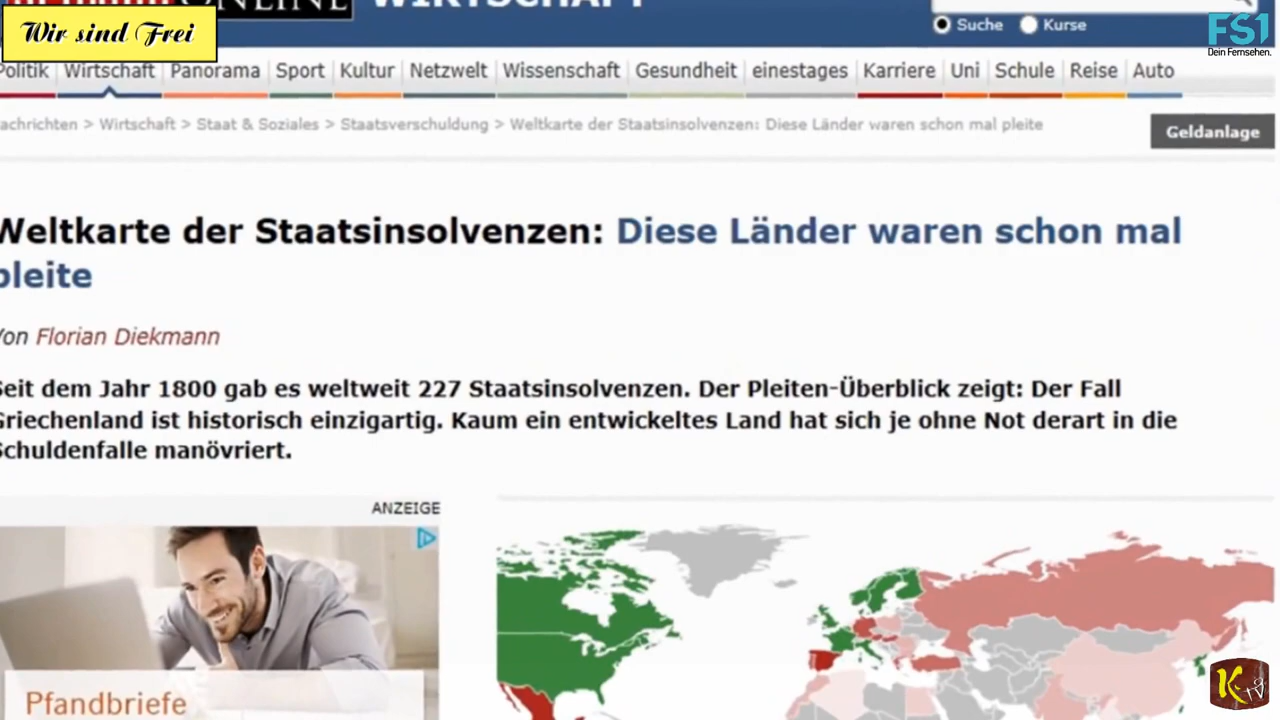 ONLINE WIRTSCHAFT
Wir sind Frei
FS1
Dein Fernsehen.
Suche Kurse
Politik Wirtschaft Panorama Sport Kultur Netzwelt Wissenschaft Gesundheit einestages Karriere Uni Schule Reise Auto
achrichten > Wirtschaft > Staat & Soziales > Staatsverschuldung > Weltkarte der Staatsinsolvenzen: Diese Länder waren schon mal pleite
Geldanlage
Weltkarte der Staatsinsolvenzen: Diese Länder waren schon mal
pleite
Von Florian Diekmann
Seit dem Jahr 1800 gab es weltweit 227 Staatsinsolvenzen. Der Pleiten-Überblick zeigt: Der Fall
Griechenland ist historisch einzigartig. Kaum ein entwickeltes Land hat sich je ohne Not derart in die
Schuldenfalle manövriert.
ANZEIGE
Pfandbriefe
K tv